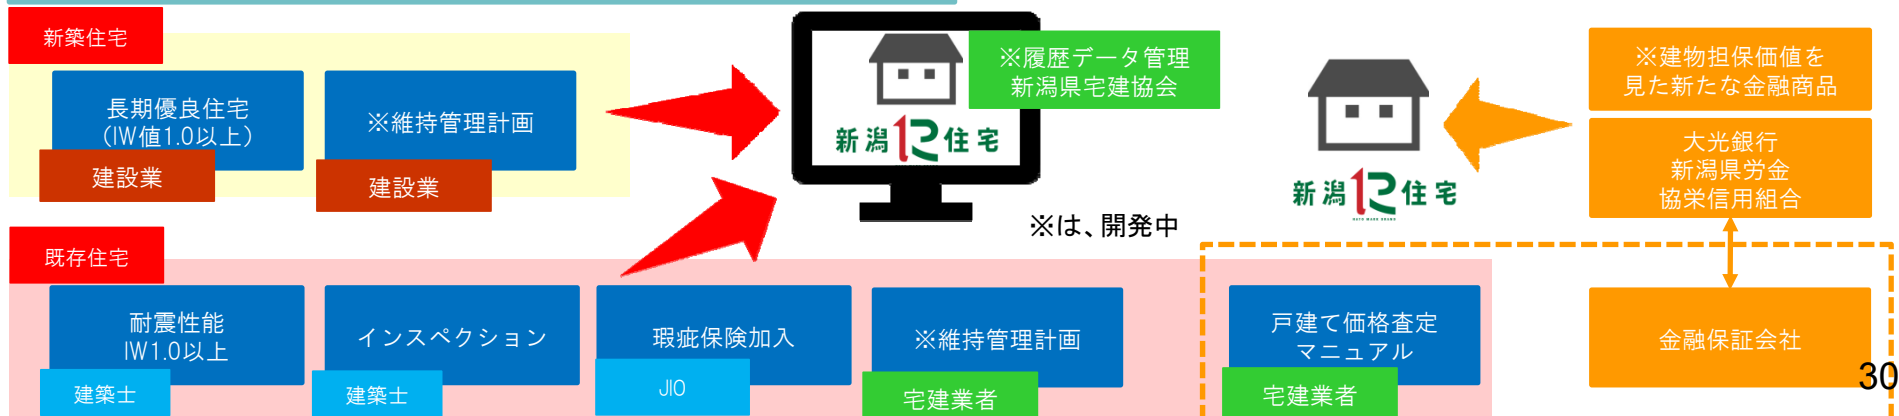 新築住宅
長期優良住宅
(IW値1.0以上)
建設業
※維持管理計画
建設業
※履歴データ管理
新潟県宅建協会
新潟R住宅
※は、開発中
新潟R住宅
※建物担保価値を
見た新たな金融商品
大光銀行
新潟県労金
協栄信用組合
既存住宅
耐震性能
IW1.0以上
建築士
インスペクション
建築士
瑕疵保険加入
JIO
※維持管理計画
宅建業者
戸建て価格査定
マニュアル
宅建業者
金融保証会社
30